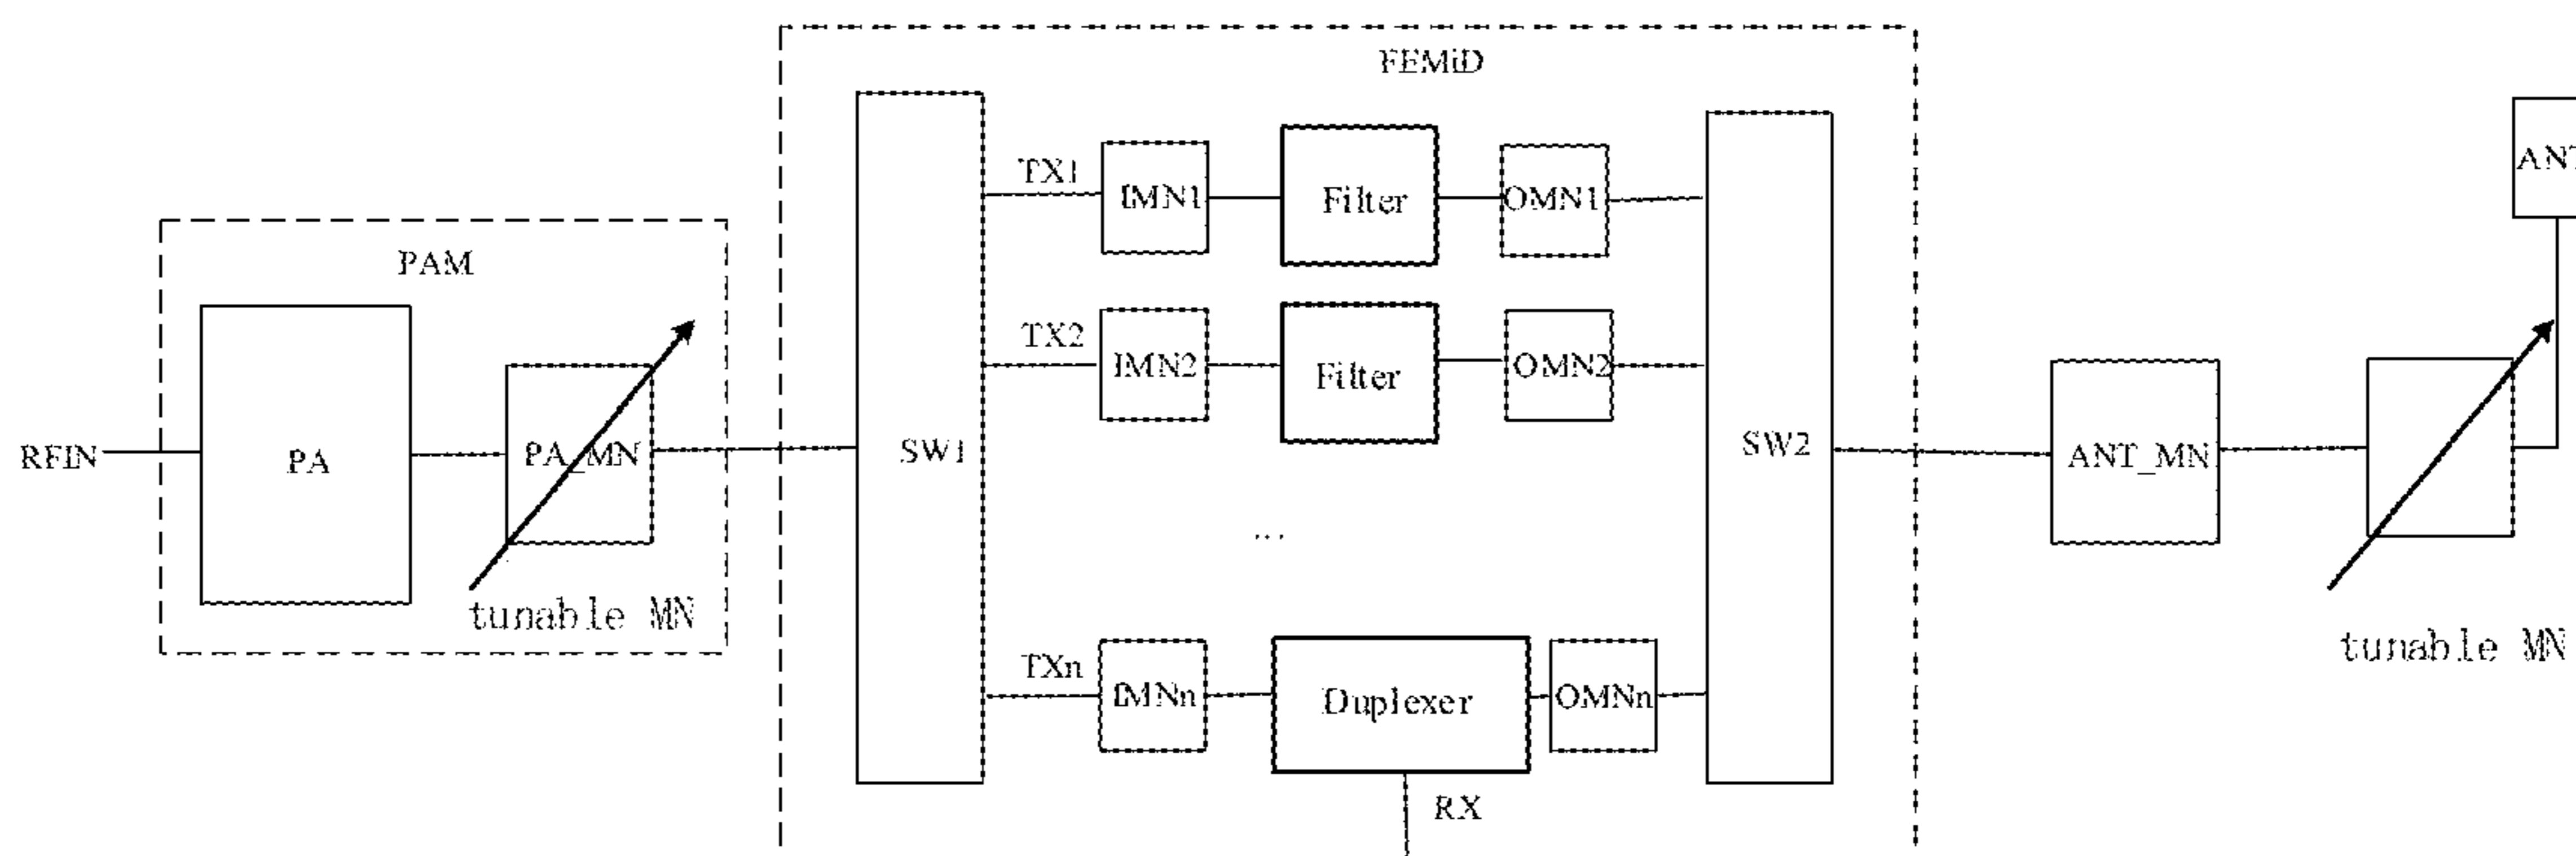 FEMiD
TX1
IMN1
Filter
OMN1
PAM
TX2
IMN2
Filter
OMN2
RFIN
PA
PA_MN
SW1
SW2
ANT_MN
tunable MN
...
tunable MN
TXn
IMNn
Duplexer
OMNn
RX